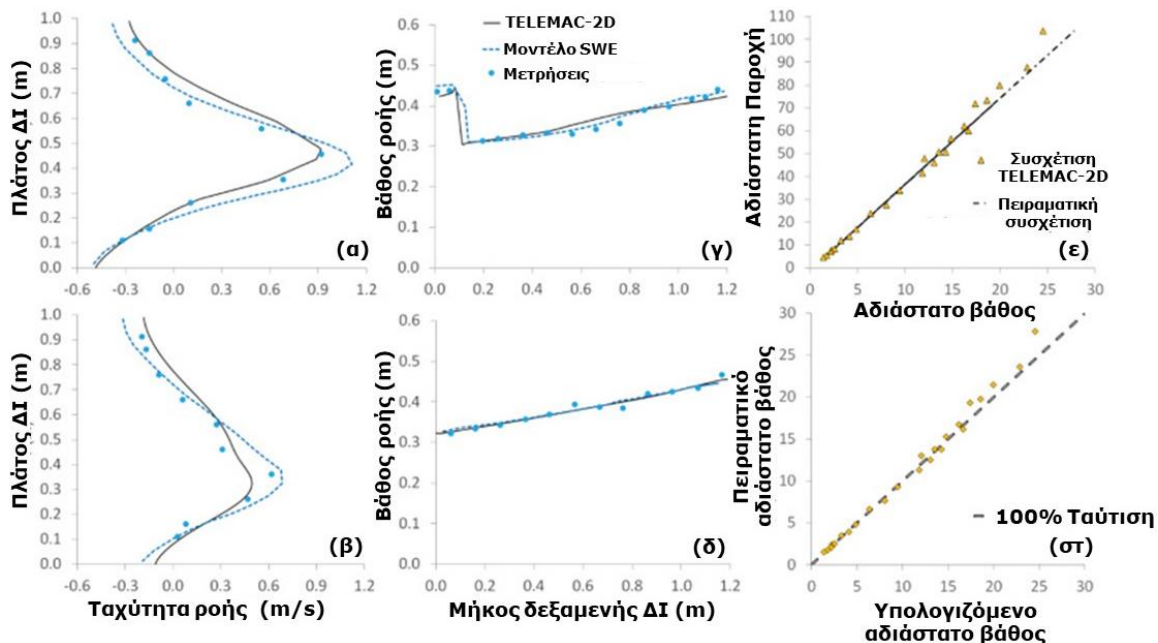 Πλάτος ΔΙ (m)
1.0
0.9
0.8
0.7
0.6
0.5
0.4
0.3
0.2
0.1
0.0
-0.6 -0.3 0.0 0.3 0.6 0.9 1.2
(α)
Βάθος ροής (m)
0.6
0.5
0.4
0.3
0.2
0.1
0.0
0.0 0.2 0.4 0.6 0.8 1.0 1.2
TELEMAC-2D
Μοντέλο SWE
Μετρήσεις
(γ)
Αδιάστατη Παροχή
110
100
90
80
70
60
50
40
30
20
10
0
0 5 10 15 20 25 30
Συσχέτιση
TELEMAC-2D
Πειραματική
συσχέτιση
(ε)
Αδιάστατο βάθος
Πλάτος ΔΙ (m)
1.0
0.9
0.8
0.7
0.6
0.5
0.4
0.3
0.2
0.1
0.0
-0.6 -0.3 0.0 0.3 0.6 0.9 1.2
(β)
Ταχύτητα ροής (m/s)
Βάθος ροής (m)
0.6
0.5
0.4
0.3
0.2
0.1
0.0
0.0 0.2 0.4 0.6 0.8 1.0 1.2
(δ)
Μήκος δεξαμενής ΔΙ (m)
Πειραματικό
αδιάστατο βάθος
30
25
20
15
10
5
0
0 5 10 15 20 25 30
100% Ταύτιση
(στ)
Υπολογιζόμενο
αδιάστατο βάθος